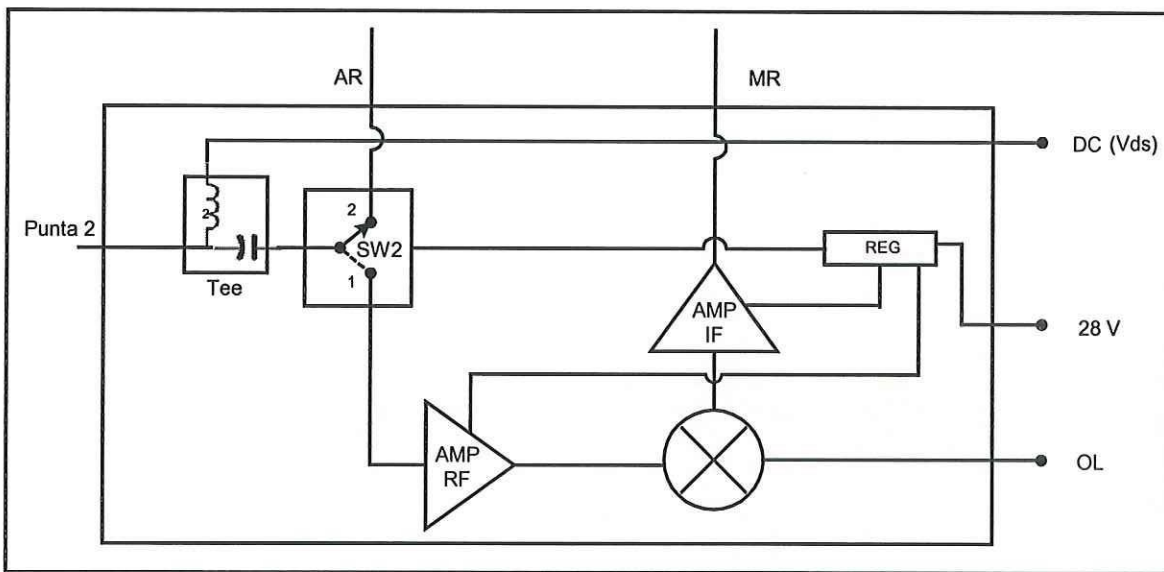 AR
MR
DC (Vds)
2
2
Punta 2
SW2
REG
1
Tee
AMP
IF
28 V
AMP
RF
OL